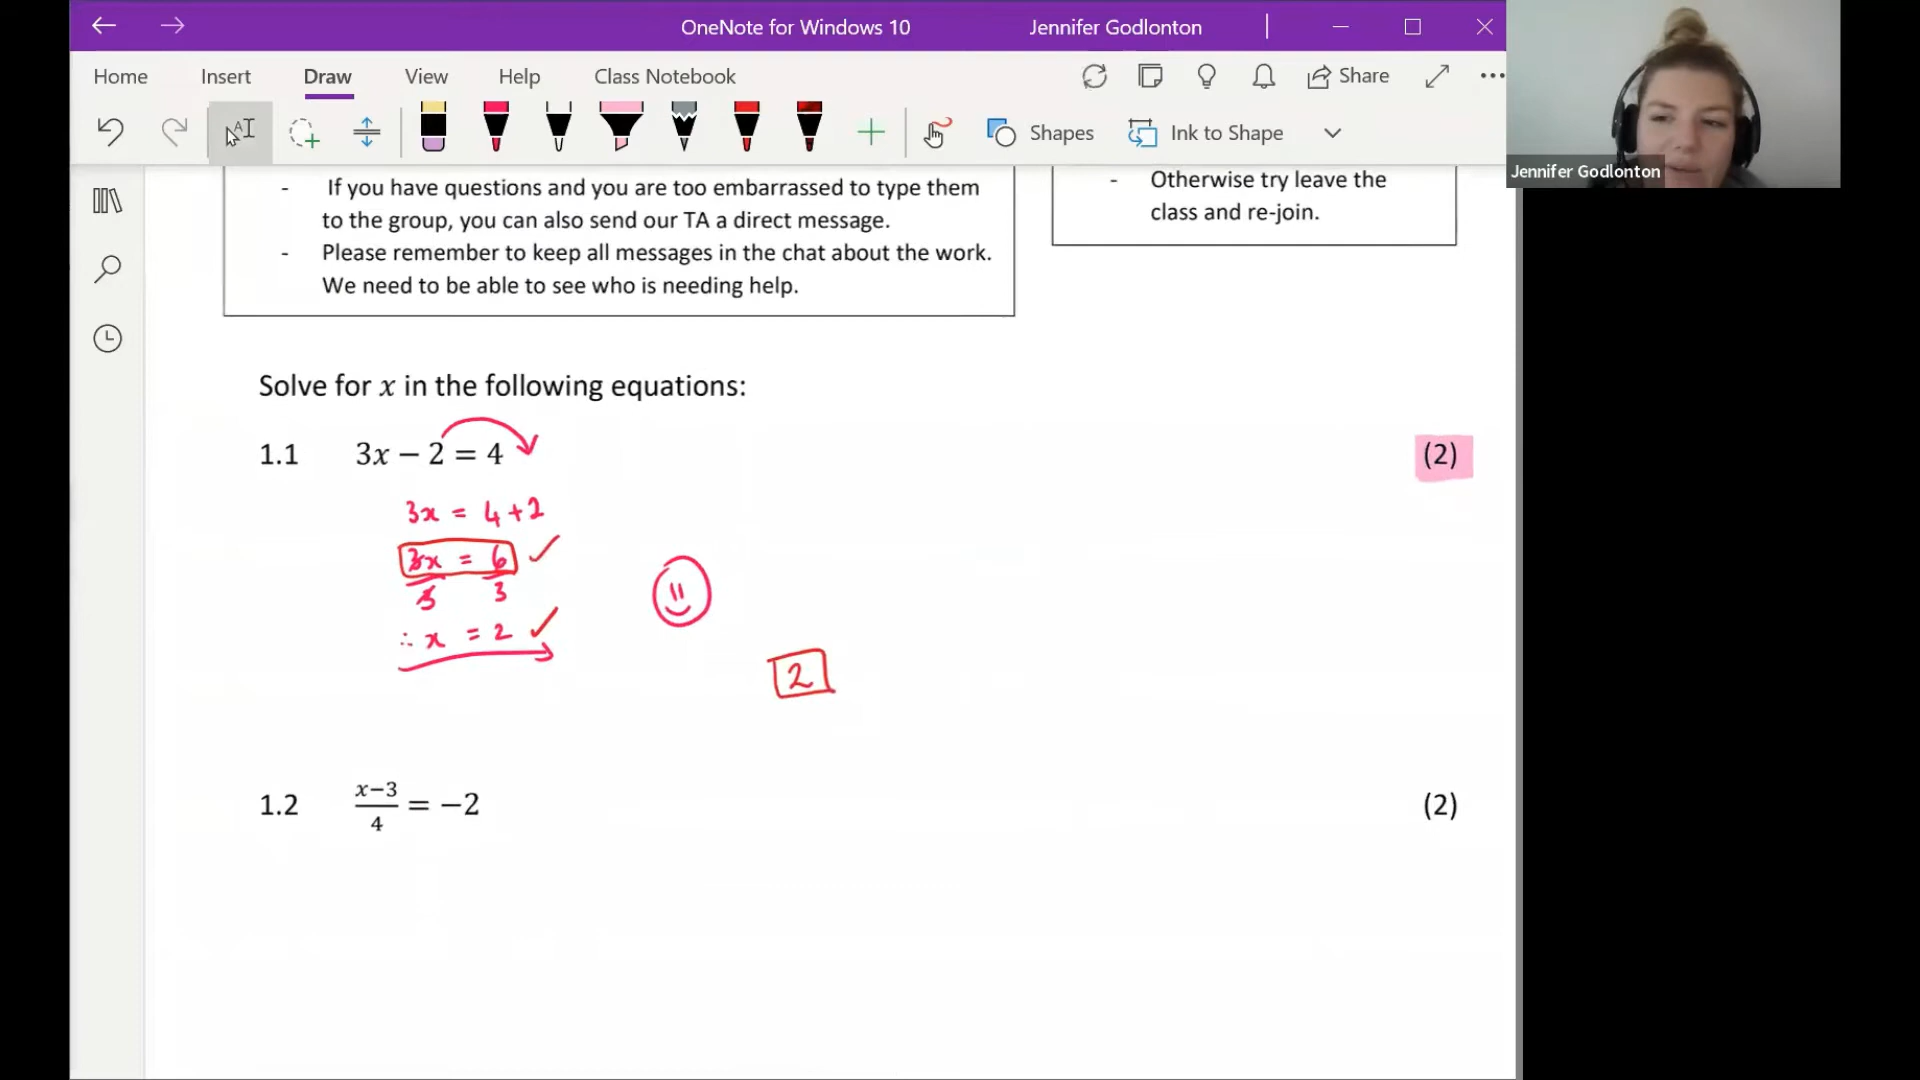 OneNote for Windows 10
Jennifer Godlonton
Home Insert Draw View Help Class Notebook Share
Shapes Ink to Shape
Jennifer Godlonton
- If you have questions and you are too embarrassed to type them
to the group, you can also send our TA a direct message.
- Please remember to keep all messages in the chat about the work.
We need to be able to see who is needing help.
- Otherwise try leave the
class and re-join.
Solve for x in the following equations:
1.1 3x − 2 = 4 (2)
3x = 4 + 2
3x = 6 ✓
3 3
∴ x = 2 ✓
2
1.2 x−3/4 = −2 (2)